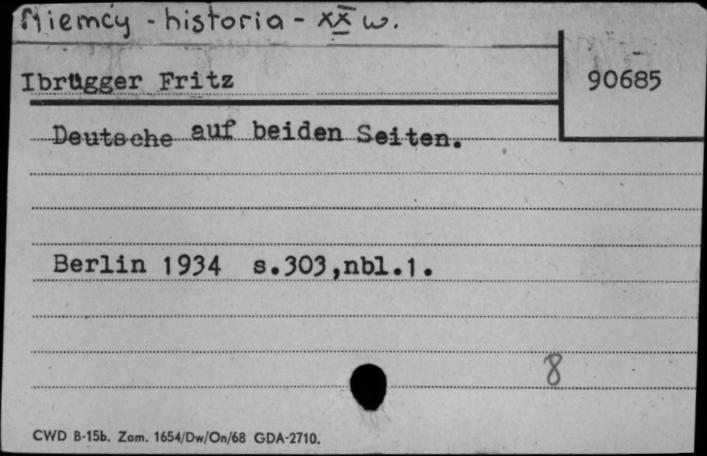 Niemcy - historia - XX w.
Ibrügger Fritz
90685
Deutsche auf beiden Seiten.
Berlin 1934 s.303,nbl.1.
8
CWD B-15b. Zam. 1654/Dw/On/68 GDA-2710.